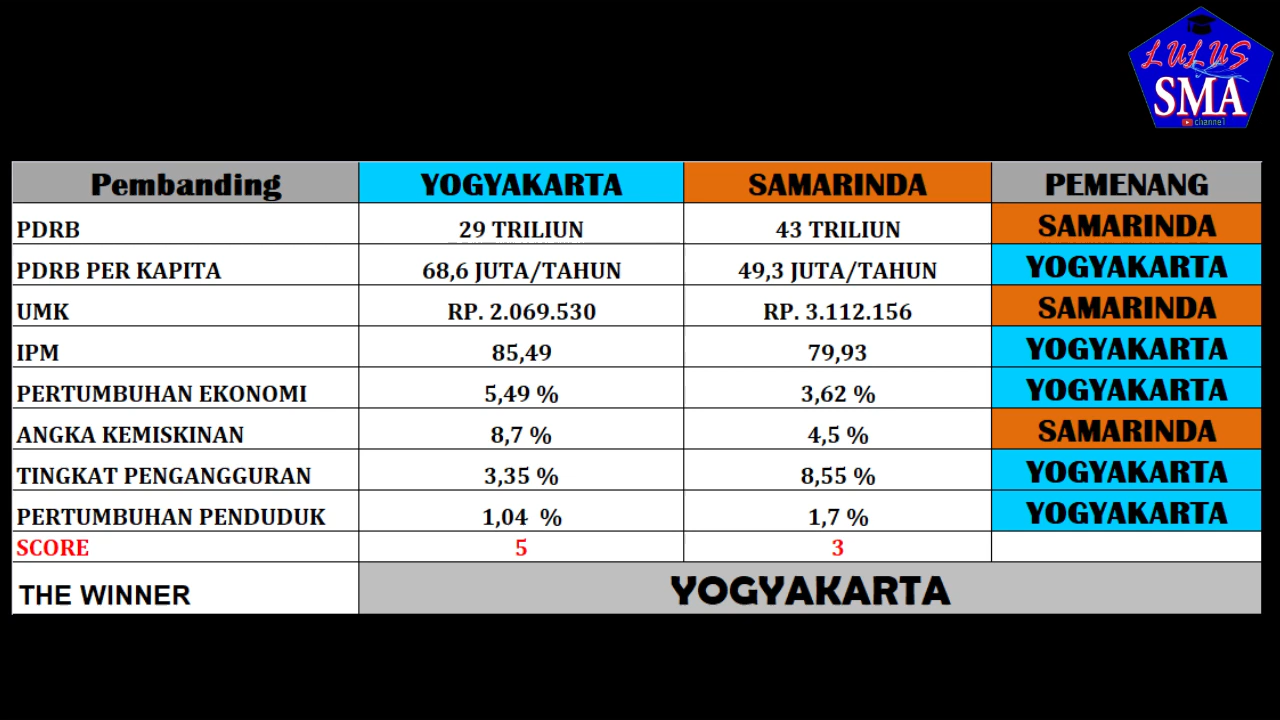 LULUS
SMA
channel
Pembanding YOGYAKARTA SAMARINDA PEMENANG
PDRB 29 TRILIUN 43 TRILIUN SAMARINDA
PDRB PER KAPITA 68,6 JUTA/TAHUN 49,3 JUTA/TAHUN YOGYAKARTA
UMK RP. 2.069.530 RP. 3.112.156 SAMARINDA
IPM 85,49 79,93 YOGYAKARTA
PERTUMBUHAN EKONOMI 5,49 % 3,62 % YOGYAKARTA
ANGKA KEMISKINAN 8,7 % 4,5 % SAMARINDA
TINGKAT PENGANGGURAN 3,35 % 8,55 % YOGYAKARTA
PERTUMBUHAN PENDUDUK 1,04 % 1,7 % YOGYAKARTA
SCORE 5 3
THE WINNER YOGYAKARTA